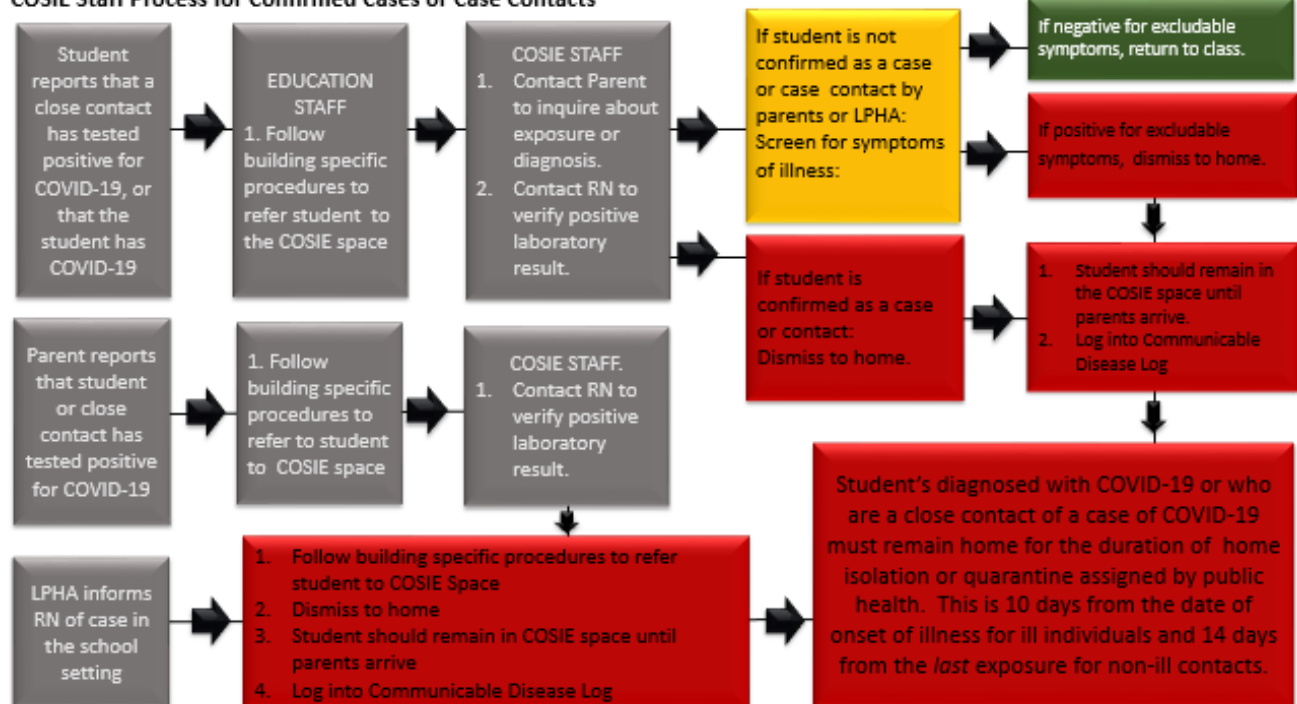 COSIE Staff Process for Confirmed Cases or Case Contacts
Student
reports that a
close contact
has tested
positive for
COVID-19, or
that the
student has
COVID-19
EDUCATION
STAFF
1. Follow
building specific
procedures to
refer student to
the COSIE space
COSIE STAFF
1. Contact Parent
to inquire about
exposure or
diagnosis.
2. Contact RN to
verify positive
laboratory
result.
If student is not
confirmed as a case
or case contact by
parents or LPHA:
Screen for symptoms
of illness:
If negative for excludable
symptoms, return to class.
If positive for excludable
symptoms, dismiss to home.
If student is
confirmed as a case
or contact:
Dismiss to home.
1. Student should remain in
the COSIE space until
parents arrive.
2. Log into Communicable
Disease Log
Parent reports
that student
or close
contact has
tested positive
for COVID-19
1. Follow
building specific
procedures to
refer to student
to COSIE space
COSIE STAFF.
1. Contact RN to
verify positive
laboratory
result.
LPHA informs
RN of case in
the school
setting
1. Follow building specific procedures to refer
student to COSIE Space
2. Dismiss to home
3. Student should remain in COSIE space until
parents arrive
4. Log into Communicable Disease Log
Student's diagnosed with COVID-19 or who
are a close contact of a case of COVID-19
must remain home for the duration of home
isolation or quarantine assigned by public
health. This is 10 days from the date of
onset of illness for ill individuals and 14 days
from the last exposure for non-ill contacts.